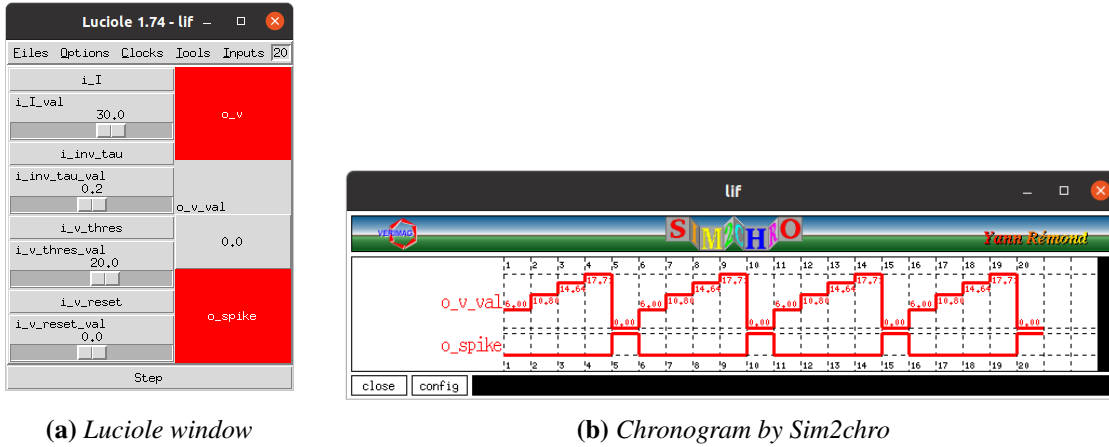 Luciole 1.74 - lif
Files Options Clocks Tools Inputs 20
i_I
i_I_val
30.0
i_inv_tau
i_inv_tau_val
0.2
i_v_thres
i_v_thres_val
20.0
i_v_reset
i_v_reset_val
0.0
o_v
o_v_val
0.0
o_spike
Step
(a) Luciole window
lif
VERIMAG
SIM2CHRO
Yann Rémond
1 2 3 4 5 6 7 8 9 10 11 12 13 14 15 16 17 18 19 20
o_v_val 6.00 10.80 14.64 17.71 0.00 6.00 10.80 14.64 17.71 0.00 6.00 10.80 14.64 17.71 0.00 6.00 10.80 14.64 17.71 0.00
o_spike
1 2 3 4 5 6 7 8 9 10 11 12 13 14 15 16 17 18 19 20
close config
(b) Chronogram by Sim2chro